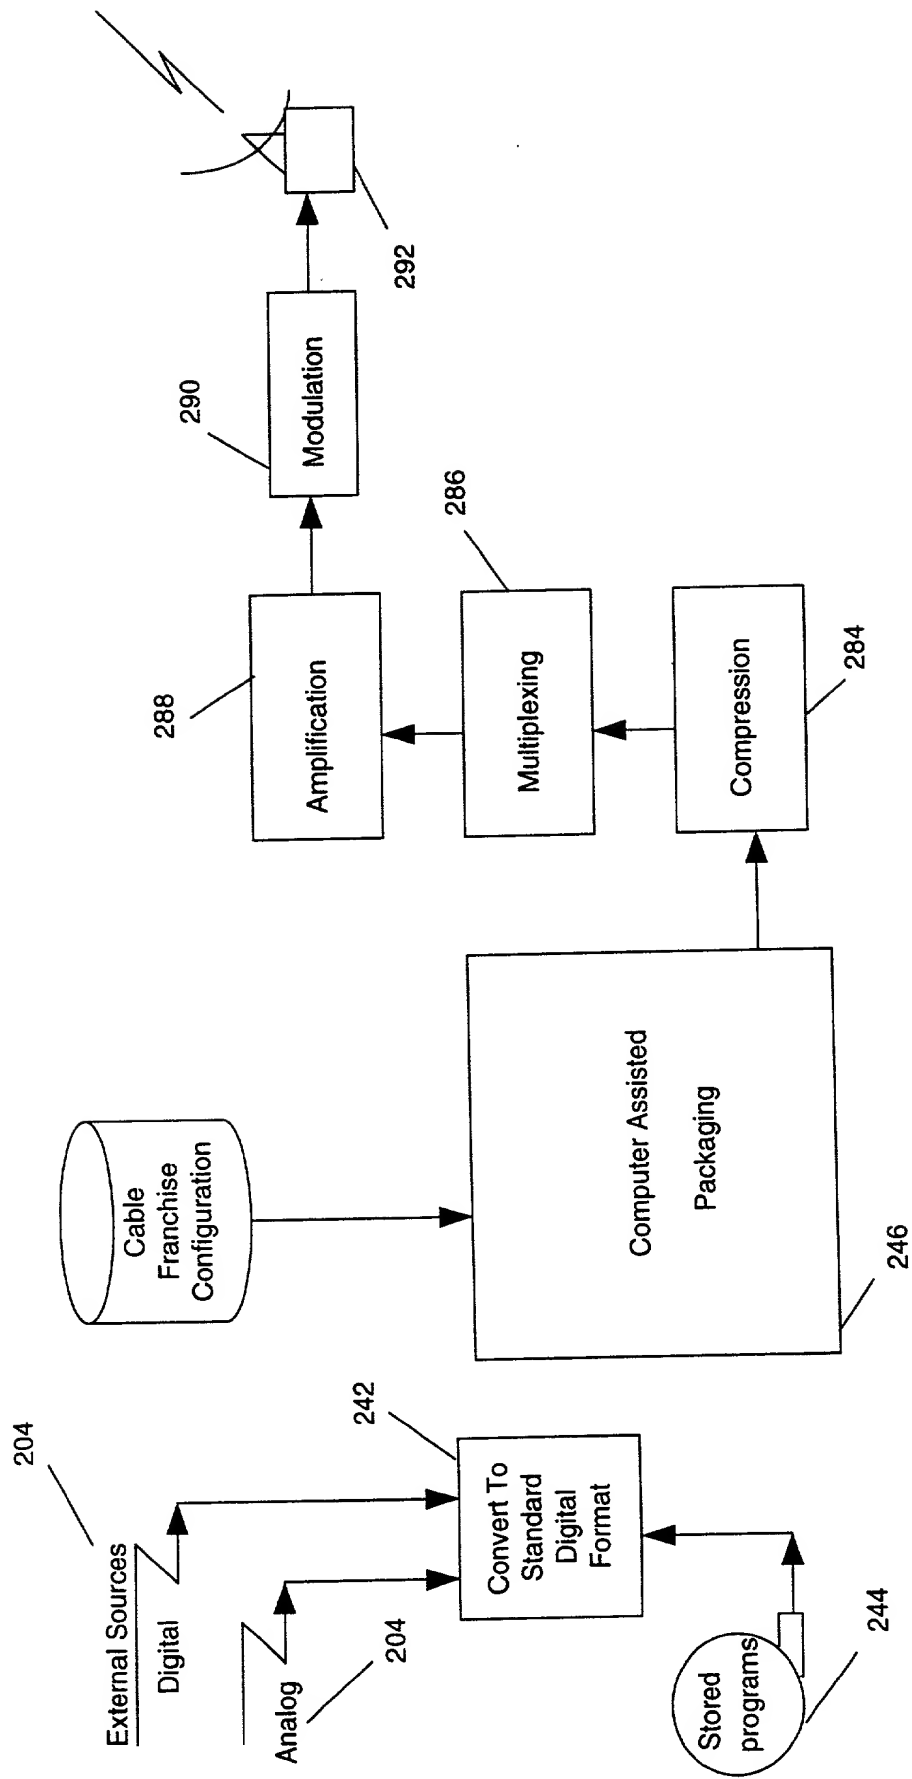 204
External Sources
Digital
Analog
204
242
Convert To
Standard
Digital
Format
Stored
programs
244
Cable
Franchise
Configuration
Computer Assisted
Packaging
246
Compression
284
Multiplexing
286
Amplification
288
Modulation
290
292